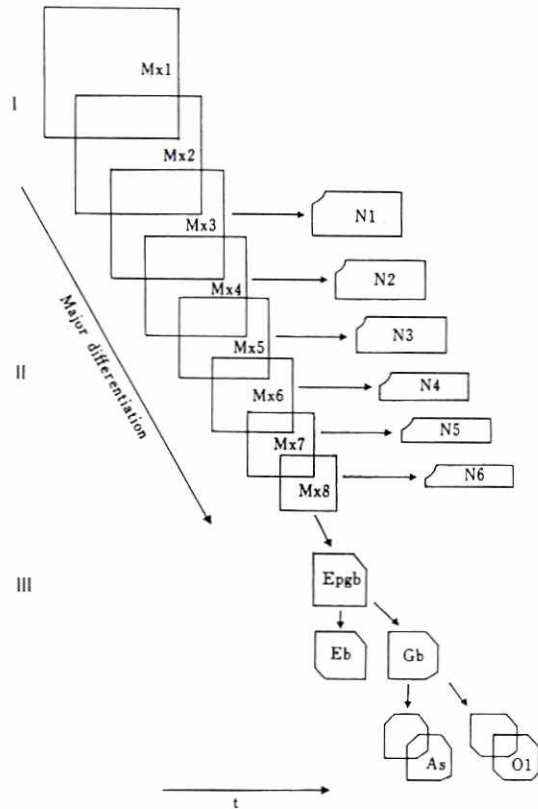 Mx1
I
Mx2
Mx3
N1
Mx4
N2
Major differentiation
Mx5
N3
II
Mx6
N4
Mx7
N5
Mx8
N6
III
Epgb
Eb
Gb
As
O1
t